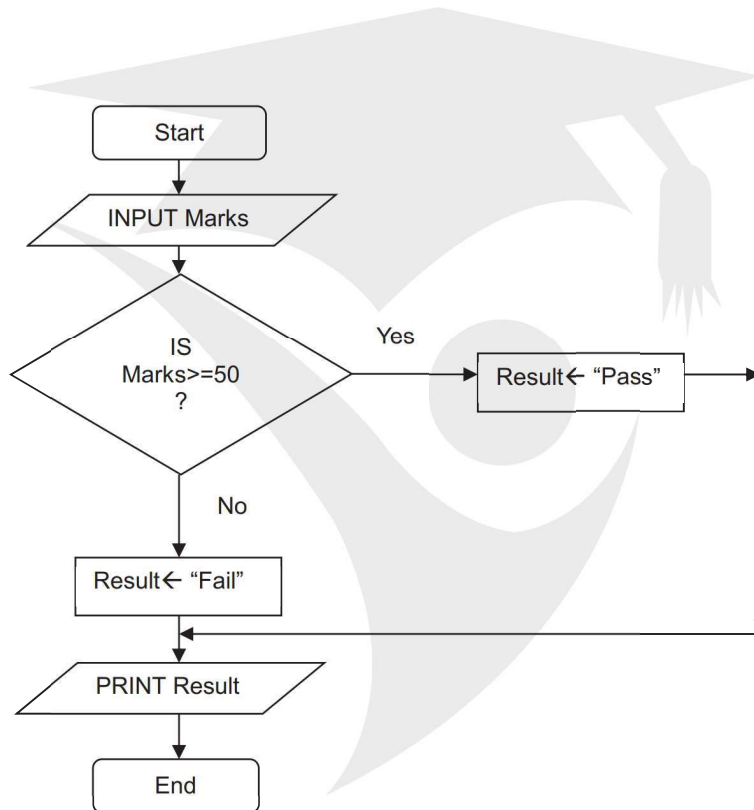 Start
INPUT Marks
IS
Marks>=50
?
Yes
Result← “Pass”
No
Result← “Fail”
PRINT Result
End